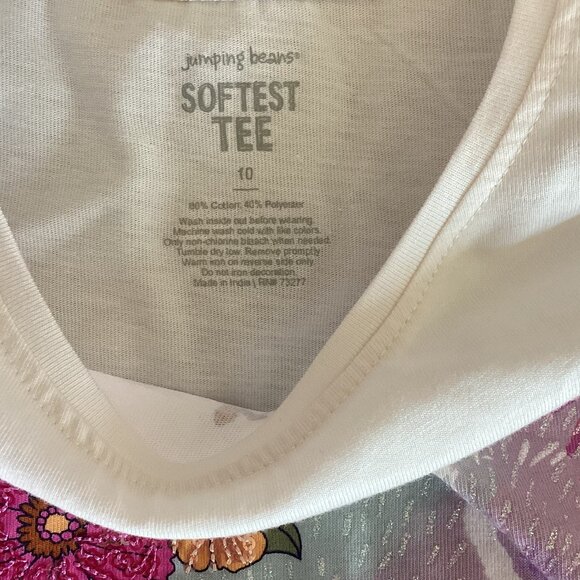 jumping beans®
SOFTEST
TEE
10
60% Cotton, 40% Polyester
Wash inside out before wearing.
Machine wash cold with like colors.
Only non-chlorine bleach when needed.
Tumble dry low. Remove promptly.
Warm iron on reverse side only.
Do not iron decoration.
Made in India \ RN# 73277